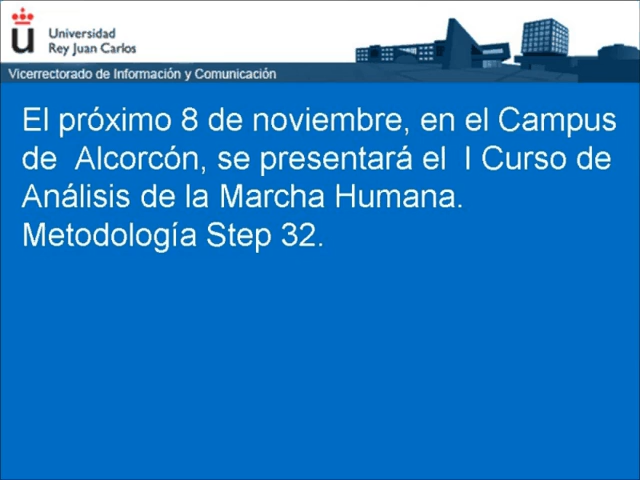 Universidad
Rey Juan Carlos
Vicerrectorado de Información y Comunicación
El próximo 8 de noviembre, en el Campus
de Alcorcón, se presentará el I Curso de
Análisis de la Marcha Humana.
Metodología Step 32.